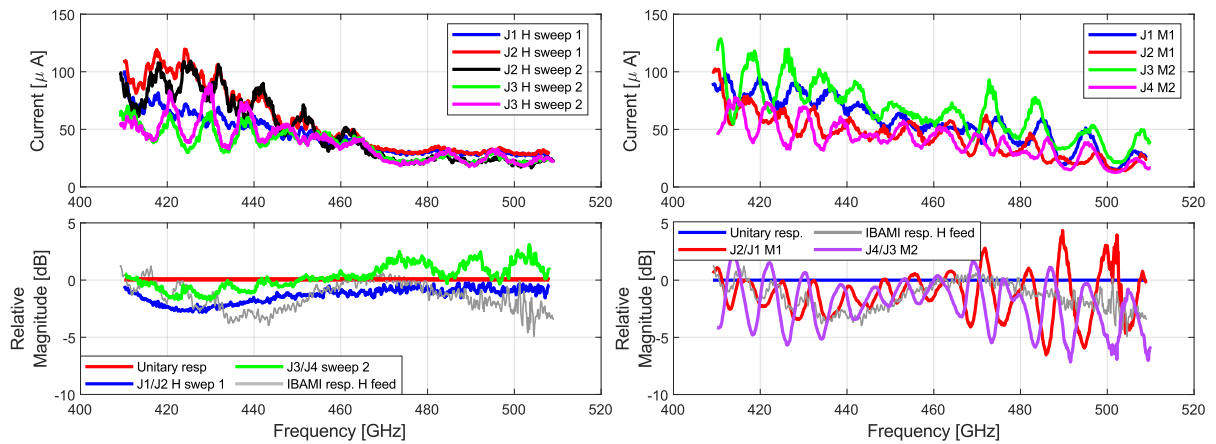 150
100
50
0
Current [μ A]
J1 H sweep 1
J2 H sweep 1
J2 H sweep 2
J3 H sweep 2
J3 H sweep 2
400 420 440 460 480 500 520
5
0
-5
-10
Relative
Magnitude [dB]
Unitary resp
J1/J2 H swep 1
J3/J4 sweep 2
IBAMI resp. H feed
400 420 440 460 480 500 520
Frequency [GHz]
150
100
50
0
Current [μ A]
J1 M1
J2 M1
J3 M2
J4 M2
400 420 440 460 480 500 520
5
0
-5
-10
Relative
Magnitude [dB]
Unitary resp.
J2/J1 M1
IBAMI resp. H feed
J4/J3 M2
400 420 440 460 480 500 520
Frequency [GHz]